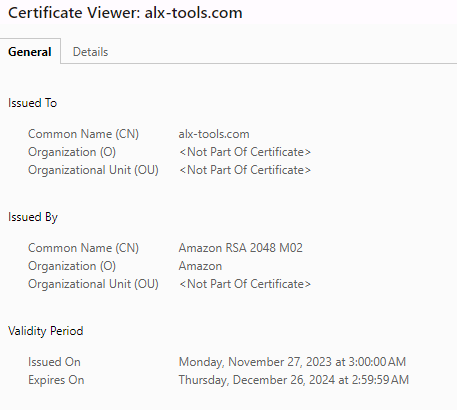 Certificate Viewer: alx-tools.com
General Details
Issued To
Common Name (CN) alx-tools.com
Organization (O) <Not Part Of Certificate>
Organizational Unit (OU) <Not Part Of Certificate>
Issued By
Common Name (CN) Amazon RSA 2048 M02
Organization (O) Amazon
Organizational Unit (OU) <Not Part Of Certificate>
Validity Period
Issued On Monday, November 27, 2023 at 3:00:00 AM
Expires On Thursday, December 26, 2024 at 2:59:59 AM